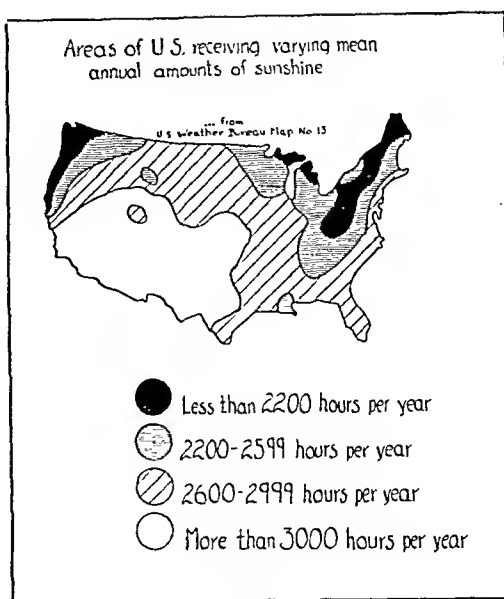 Areas of U.S. receiving varying mean
annual amounts of sunshine
... from
U.S Weather Bureau Map No 13
Less than 2200 hours per year
2200-2599 hours per year
2600-2999 hours per year
More than 3000 hours per year